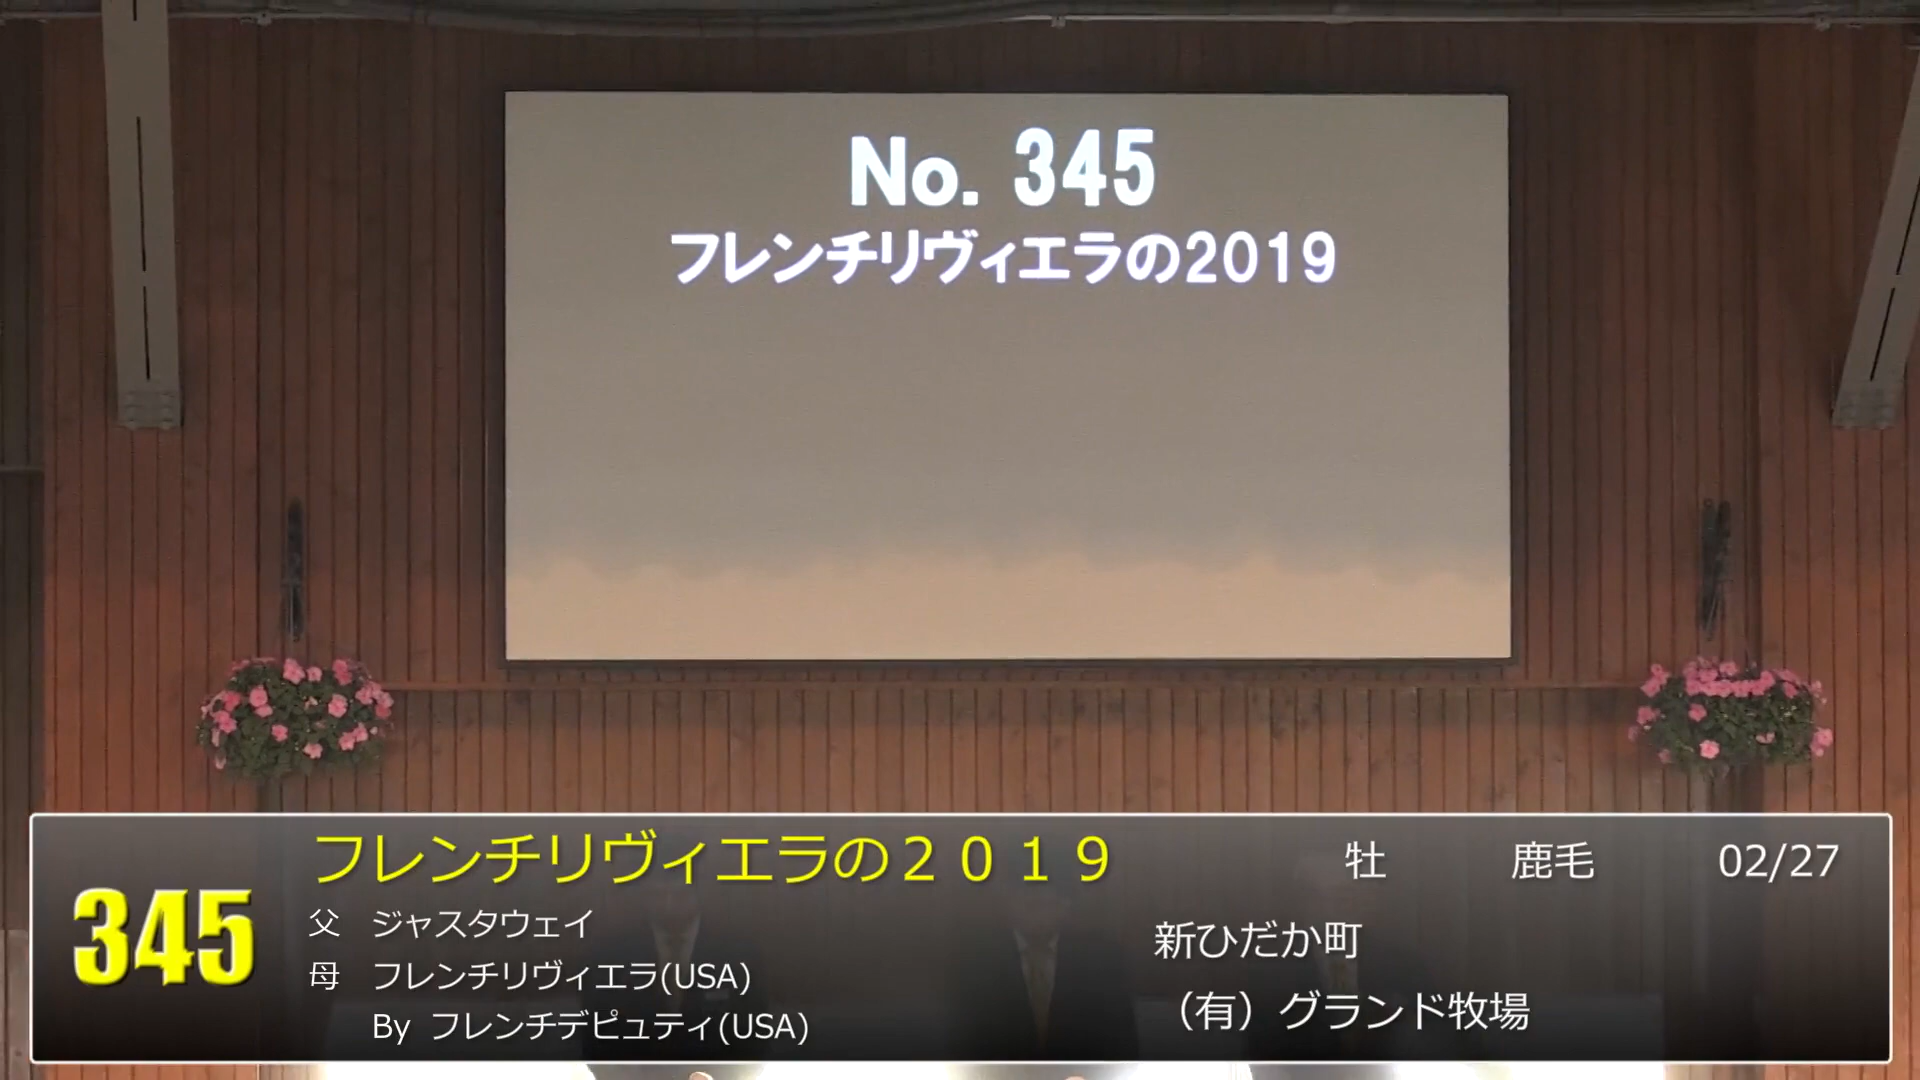 No. 345
フレンチリヴィエラの2019
345
フレンチリヴィエラの２０１９
牡 鹿毛 02/27
父 ジャスタウェイ
母 フレンチリヴィエラ(USA)
By フレンチデピュティ(USA)
新ひだか町
（有）グランド牧場